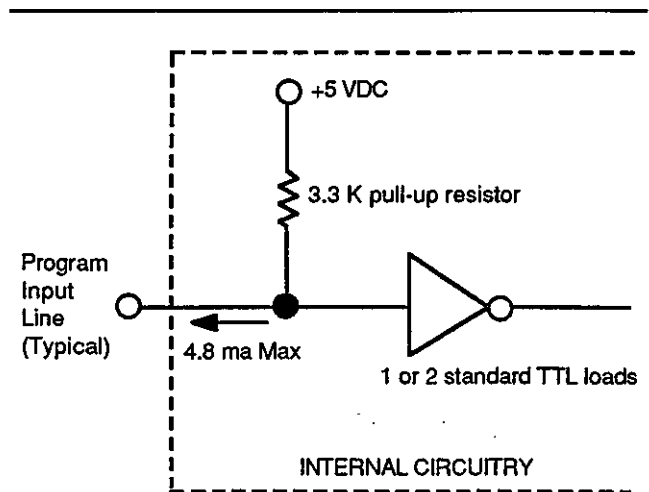 +5 VDC
3.3 K pull-up resistor
Program
Input
Line
(Typical)
4.8 ma Max
1 or 2 standard TTL loads
INTERNAL CIRCUITRY